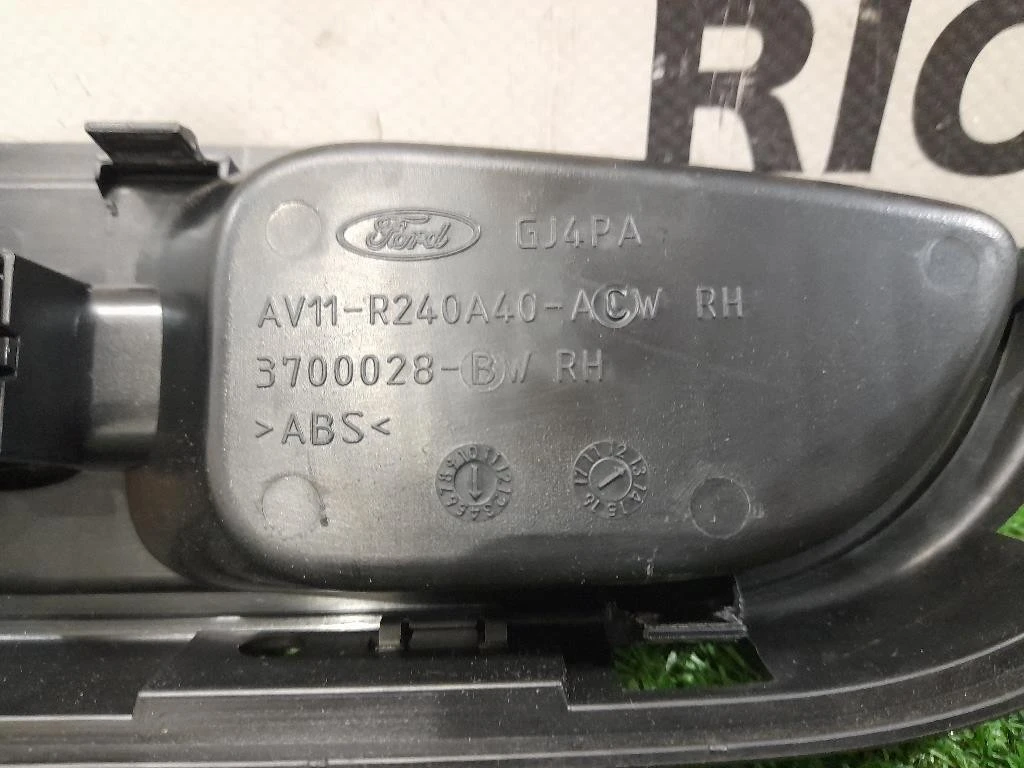 RIC
Ford GJ4PA
AV11-R240A40-ACW RH
3700028-BW RH
>ABS<